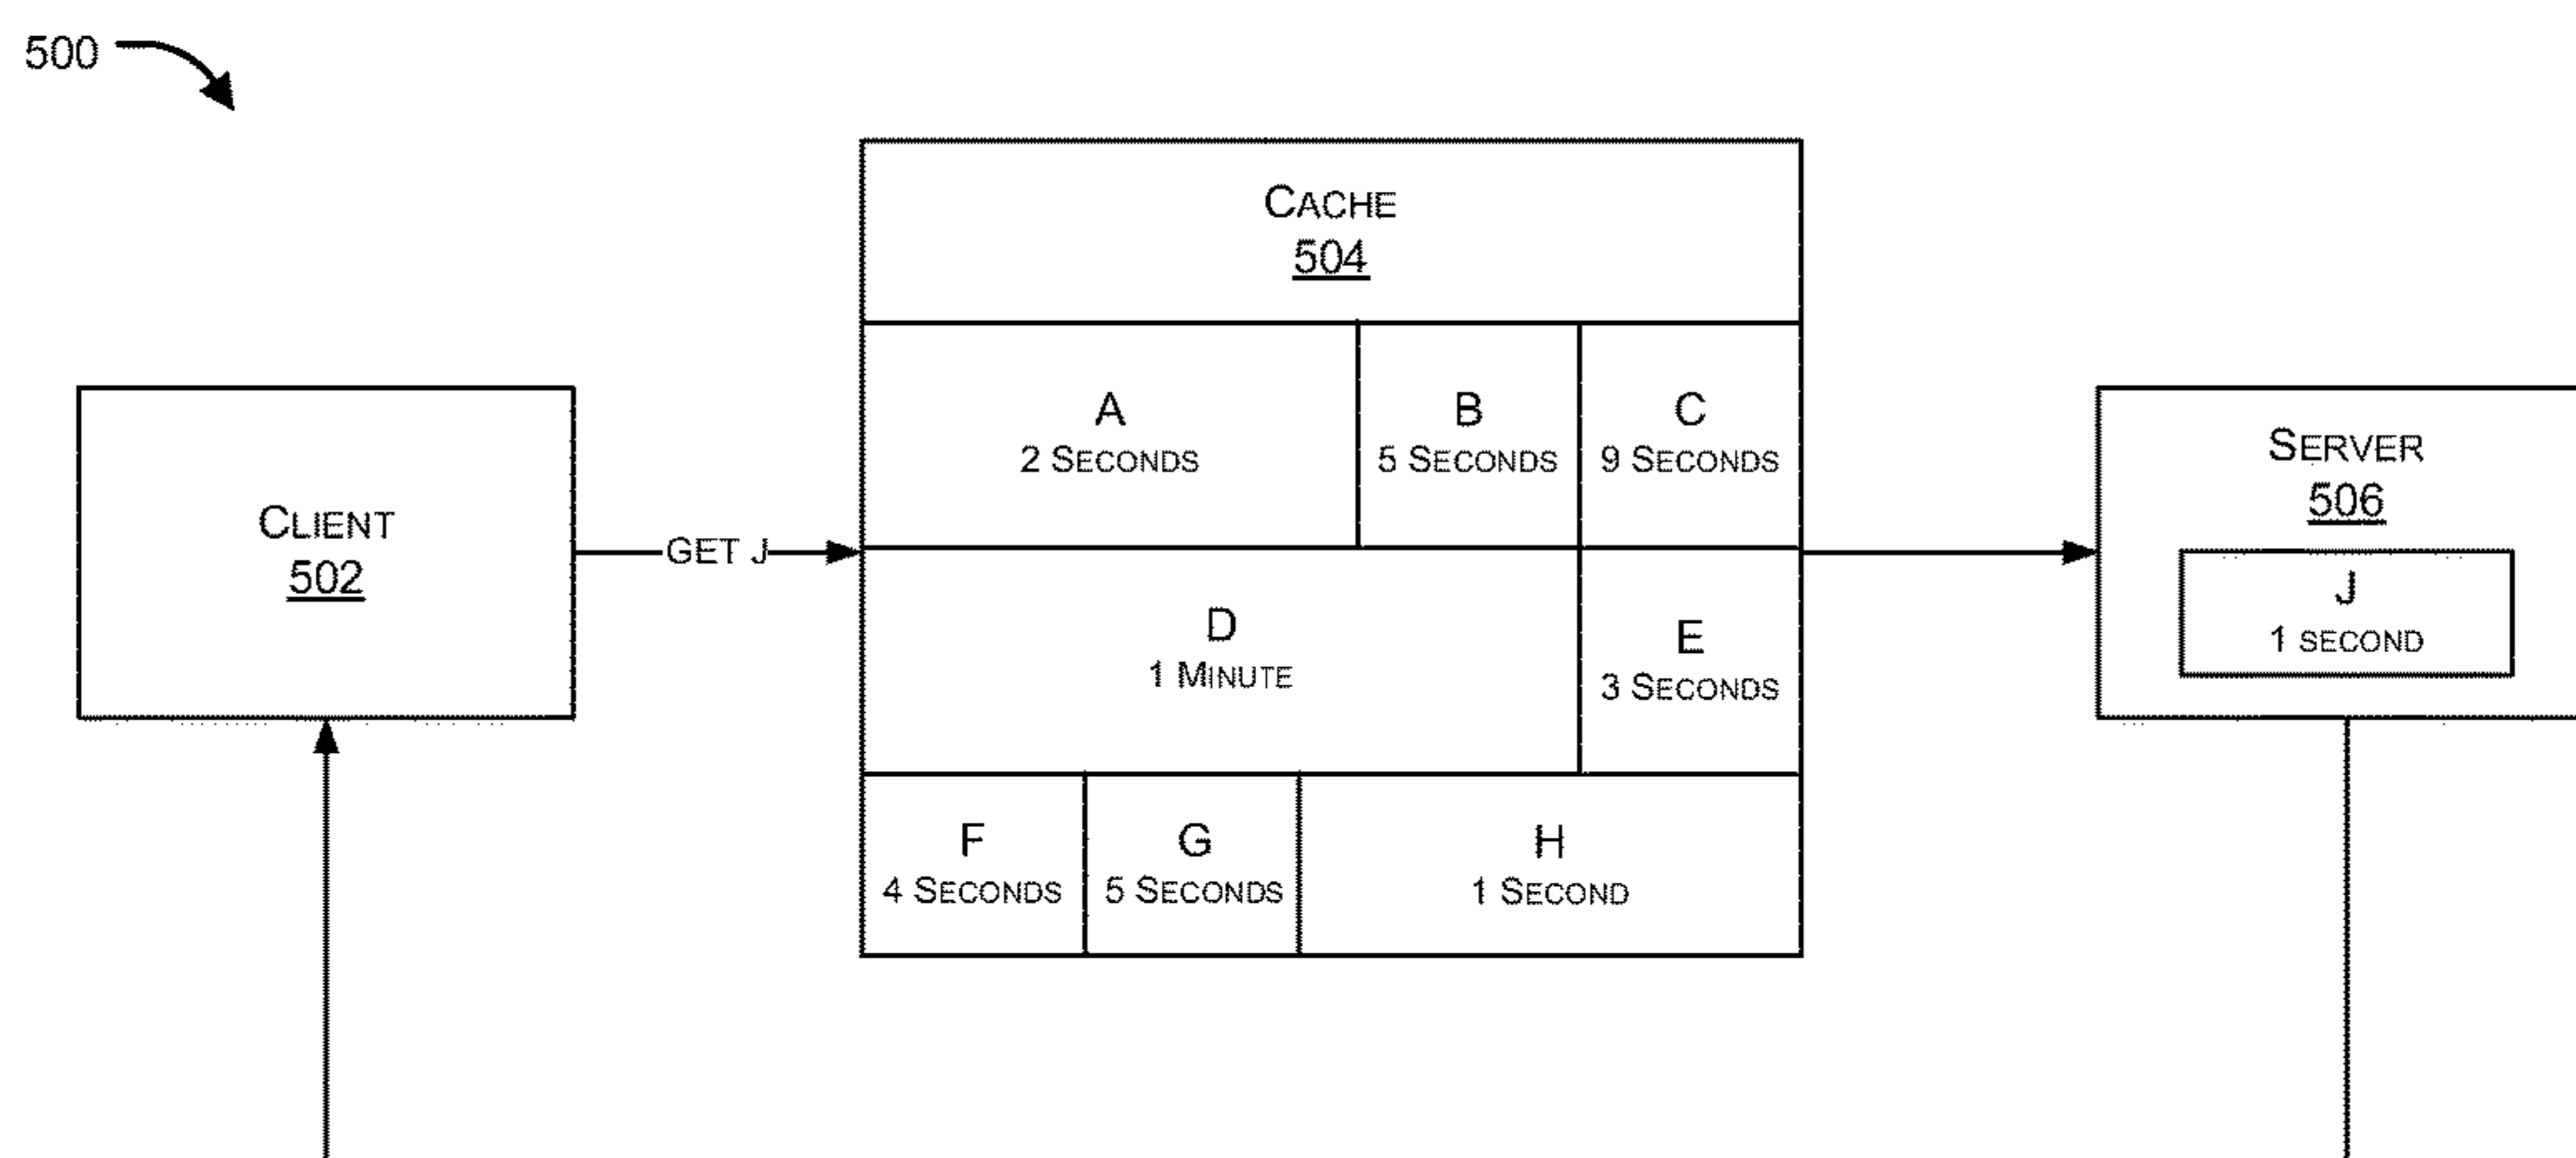 500
CACHE
504
A
2 SECONDS
B
5 SECONDS
C
9 SECONDS
CLIENT
502
GET J
SERVER
506
J
1 SECOND
D
1 MINUTE
E
3 SECONDS
F
4 SECONDS
G
5 SECONDS
H
1 SECOND